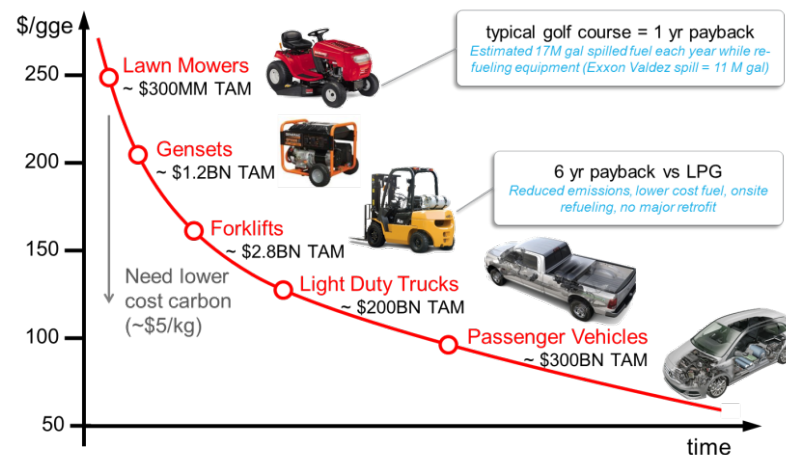 $/gge
250
200
150
100
50
time
Lawn Mowers
~ $300MM TAM
Gensets
~ $1.2BN TAM
Forklifts
~ $2.8BN TAM
Light Duty Trucks
~ $200BN TAM
Passenger Vehicles
~ $300BN TAM
Need lower
cost carbon
(~$5/kg)
typical golf course = 1 yr payback
Estimated 17M gal spilled fuel each year while re-
fueling equipment (Exxon Valdez spill = 11 M gal)
6 yr payback vs LPG
Reduced emissions, lower cost fuel, onsite
refueling, no major retrofit